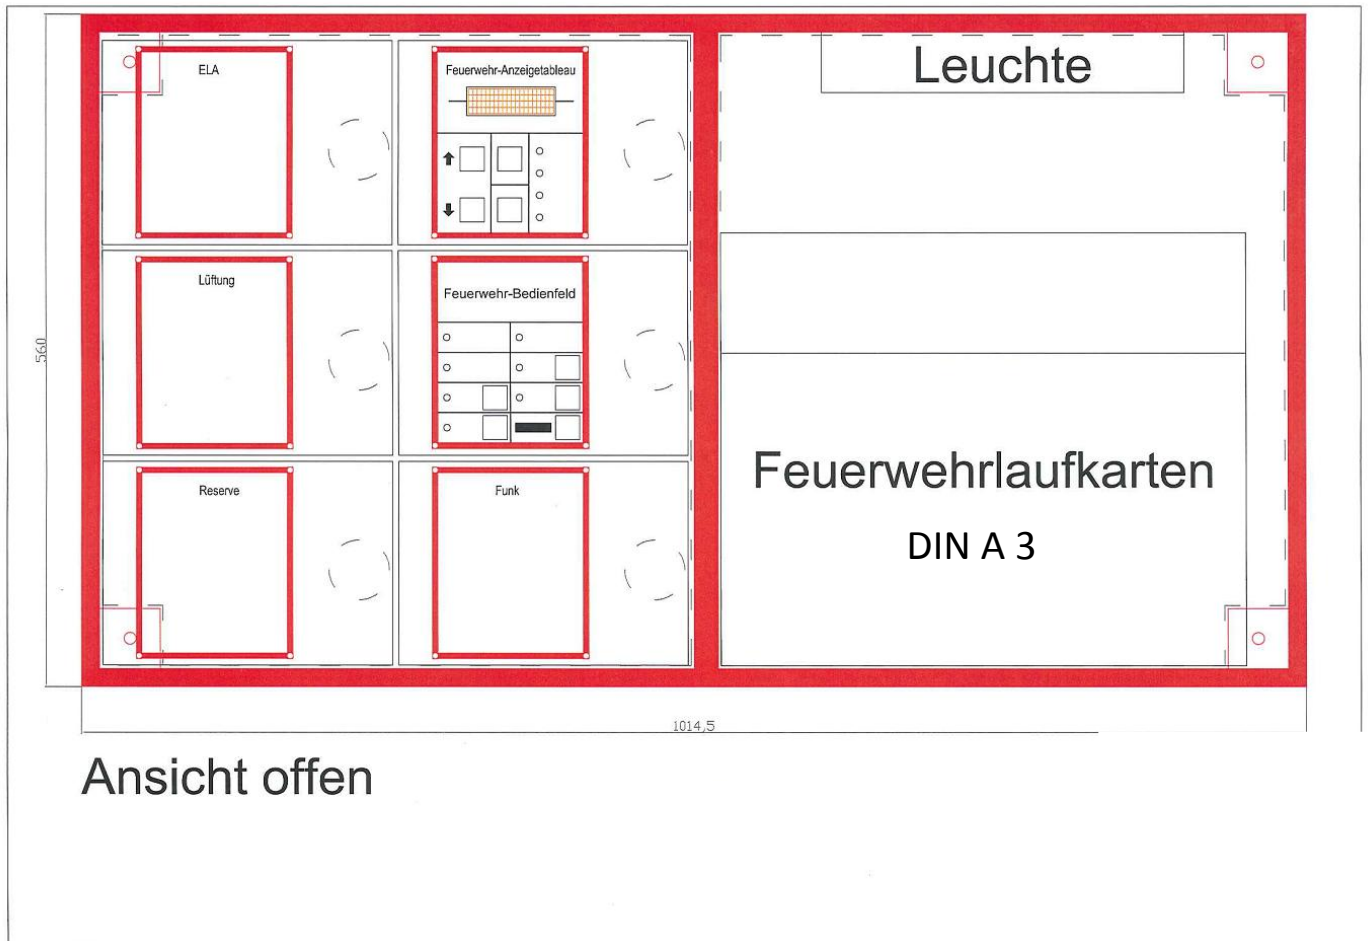 ELA
Feuerwehr-Anzeigetableau
Leuchte
Lüftung
Feuerwehr-Bedienfeld
560
Feuerwehrlaufkarten
DIN A 3
Reserve
Funk
1014,5
Ansicht offen